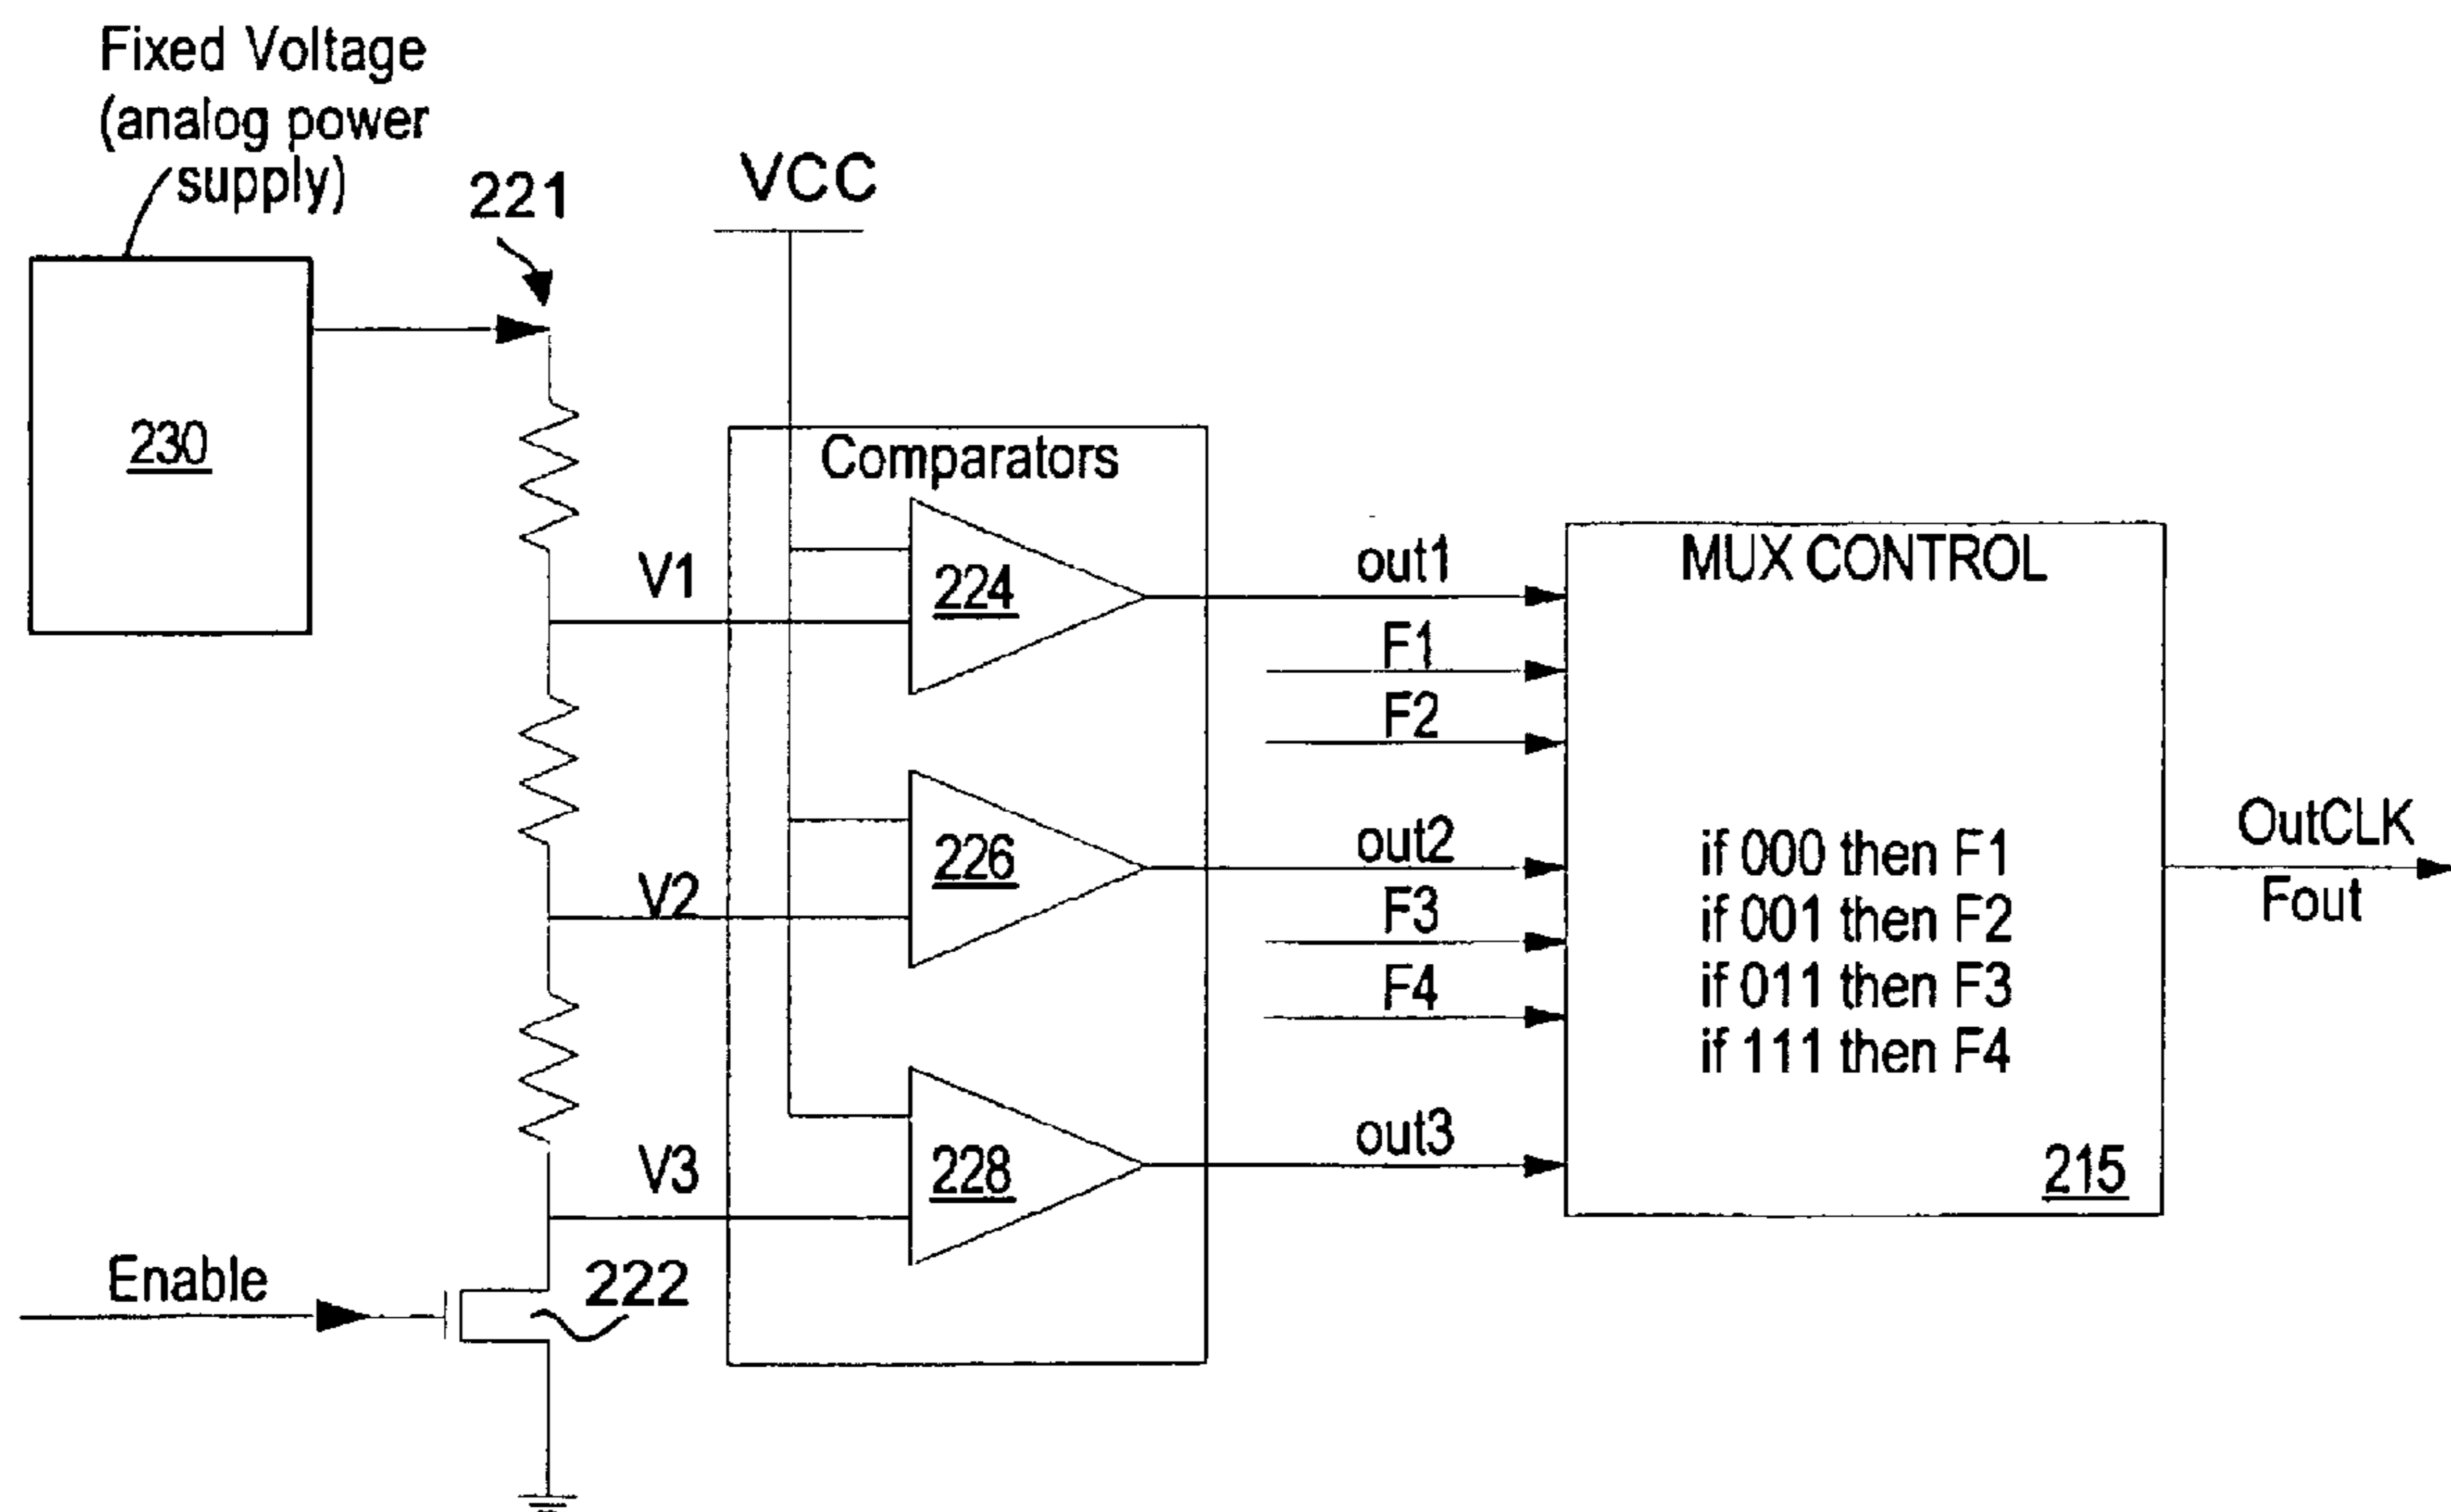 Fixed Voltage
(analog power
supply)
221
VCC
230
Comparators
V1
224
out1
MUX CONTROL
F1
F2
V2
226
out2
F3
F4
if 000 then F1
if 001 then F2
if 011 then F3
if 111 then F4
OutCLK
Fout
V3
228
out3
215
Enable
222